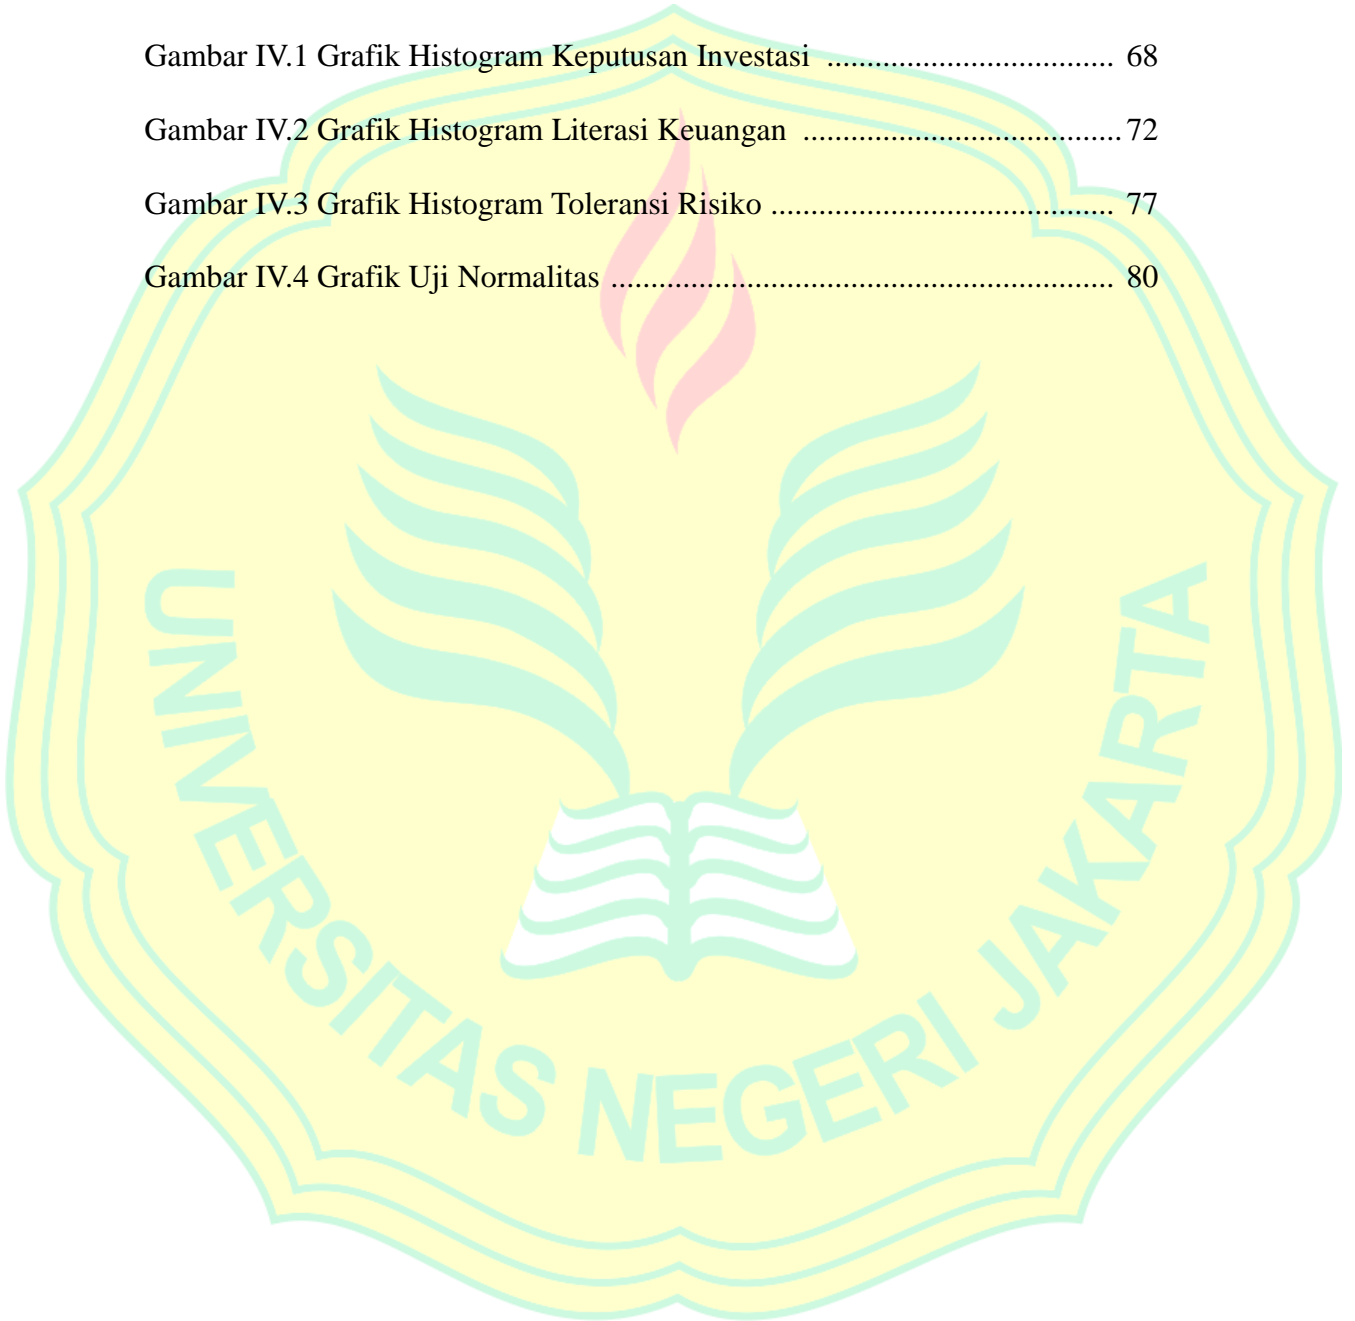 Gambar IV.1 Grafik Histogram Keputusan Investasi .................................... 68
Gambar IV.2 Grafik Histogram Literasi Keuangan ........................................ 72
Gambar IV.3 Grafik Histogram Toleransi Risiko ........................................... 77
Gambar IV.4 Grafik Uji Normalitas ............................................................... 80
UNIVERSITAS NEGERI JAKARTA